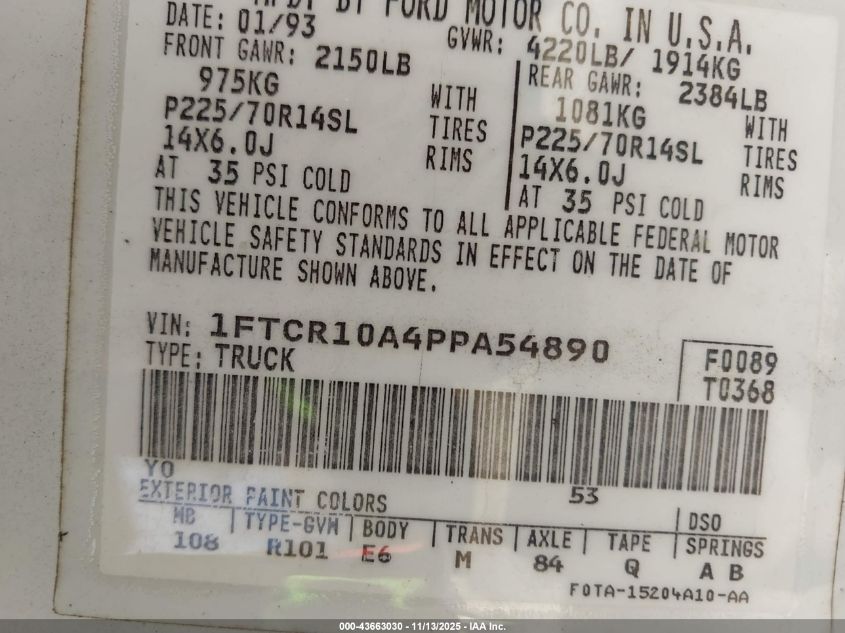 MFD. BY FORD MOTOR CO. IN U.S.A.
DATE: 01/93
GVWR: 4220LB/ 1914KG
FRONT GAWR: 2150LB
REAR GAWR: 2384LB
975KG
1081KG
WITH
WITH
P225/70R14SL
TIRES
P225/70R14SL
TIRES
14X6.0J
RIMS
14X6.0J
RIMS
AT 35 PSI COLD
AT 35 PSI COLD
THIS VEHICLE CONFORMS TO ALL APPLICABLE FEDERAL MOTOR
VEHICLE SAFETY STANDARDS IN EFFECT ON THE DATE OF
MANUFACTURE SHOWN ABOVE.
VIN: 1FTCR10A4PPA54890
TYPE: TRUCK
F0089
T0368
YO
EXTERIOR PAINT COLORS
53
DSO
WB TYPE-GVW BODY TRANS AXLE TAPE SPRINGS
108 R101 E6 M 84 Q A B
F0TA-15204A10-AA
000-43663030 - 11/13/2025 - IAA Inc.